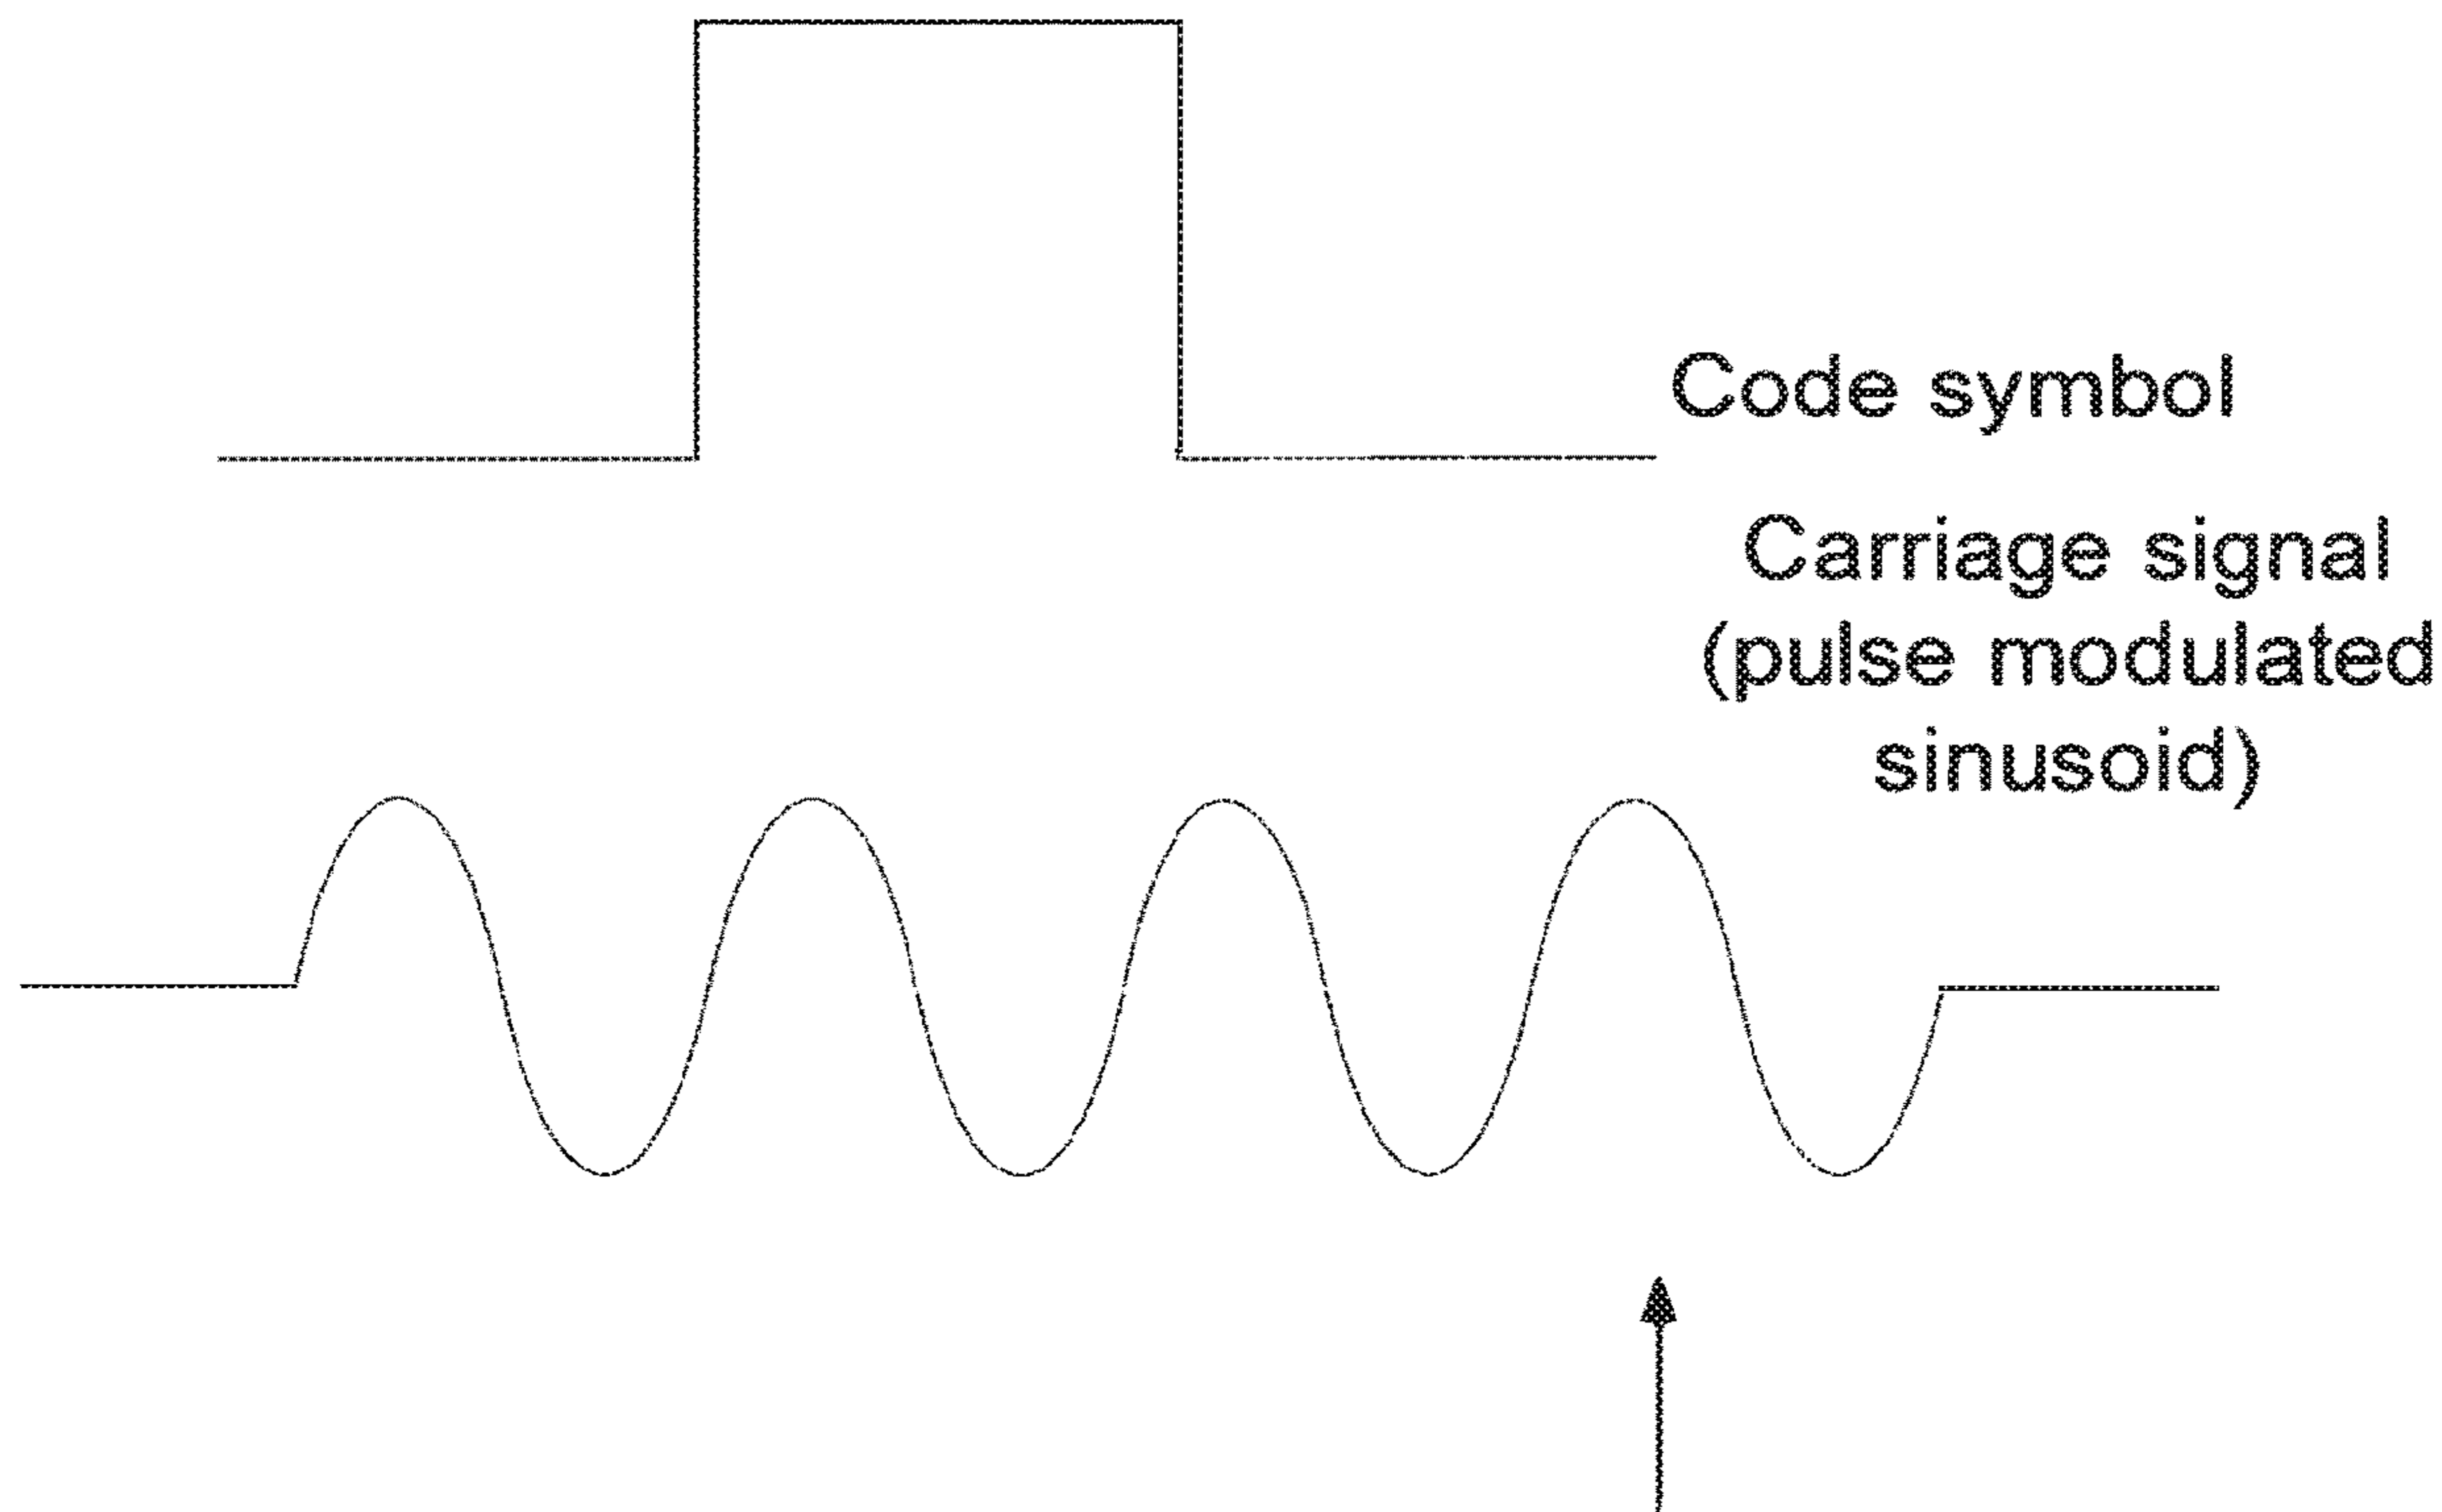 Code symbol
Carriage signal
(pulse modulated
sinusoid)